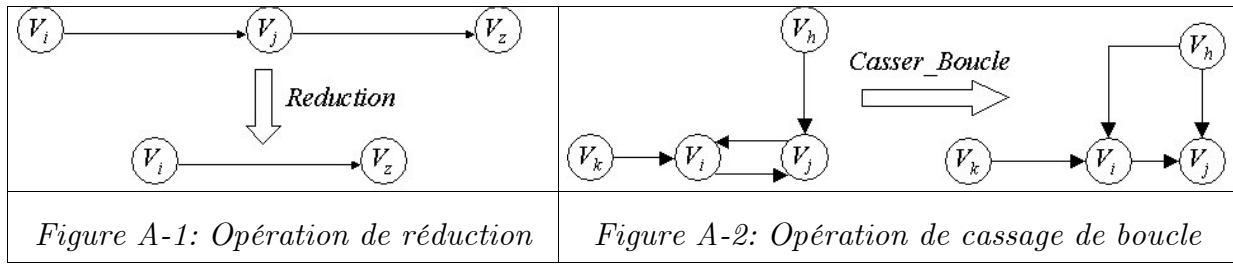 V_i V_j V_z
Reduction
V_i V_z
Figure A-1: Opération de réduction
V_h
Casser_Boucle
V_h
V_k V_i V_j
V_k V_i V_j
Figure A-2: Opération de cassage de boucle